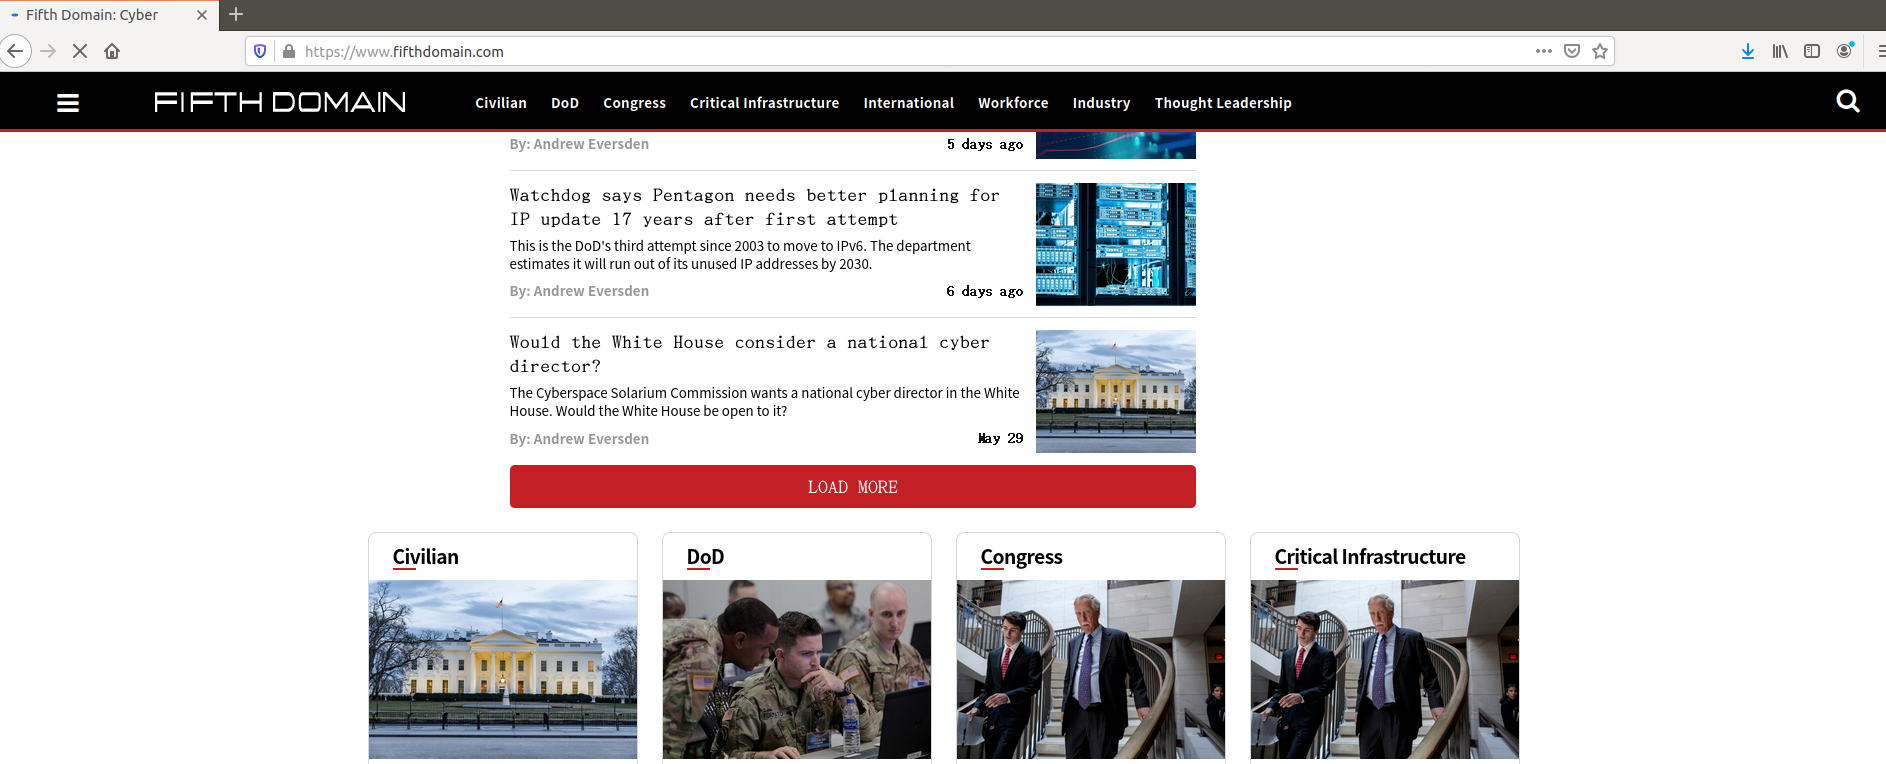 Fifth Domain: Cyber
https://www.fifthdomain.com
FIFTH DOMAIN
Civilian DoD Congress Critical Infrastructure International Workforce Industry Thought Leadership
By: Andrew Eversden 5 days ago
Watchdog says Pentagon needs better planning for
IP update 17 years after first attempt
This is the DoD's third attempt since 2003 to move to IPv6. The department
estimates it will run out of its unused IP addresses by 2030.
By: Andrew Eversden 6 days ago
Would the White House consider a national cyber
director?
The Cyberspace Solarium Commission wants a national cyber director in the White
House. Would the White House be open to it?
By: Andrew Eversden May 29
LOAD MORE
Civilian
DoD
Congress
Critical Infrastructure